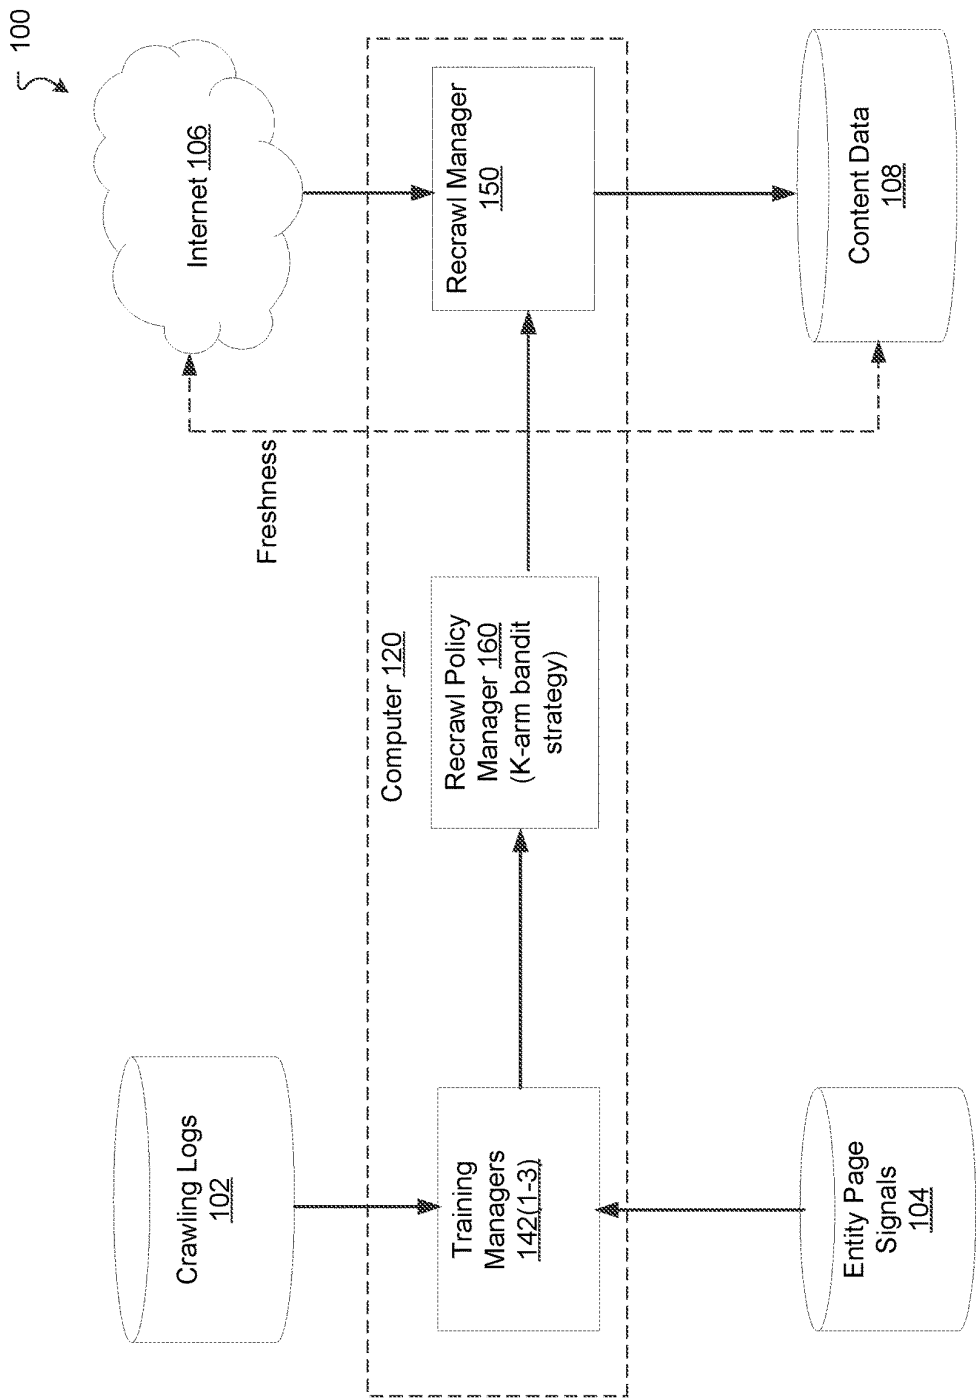 100
Crawling Logs
102
Internet 106
Freshness
Computer 120
Training
Managers
142(1-3)
Recrawl Policy
Manager 160
(K-arm bandit
strategy)
Recrawl Manager
150
Entity Page
Signals
104
Content Data
108